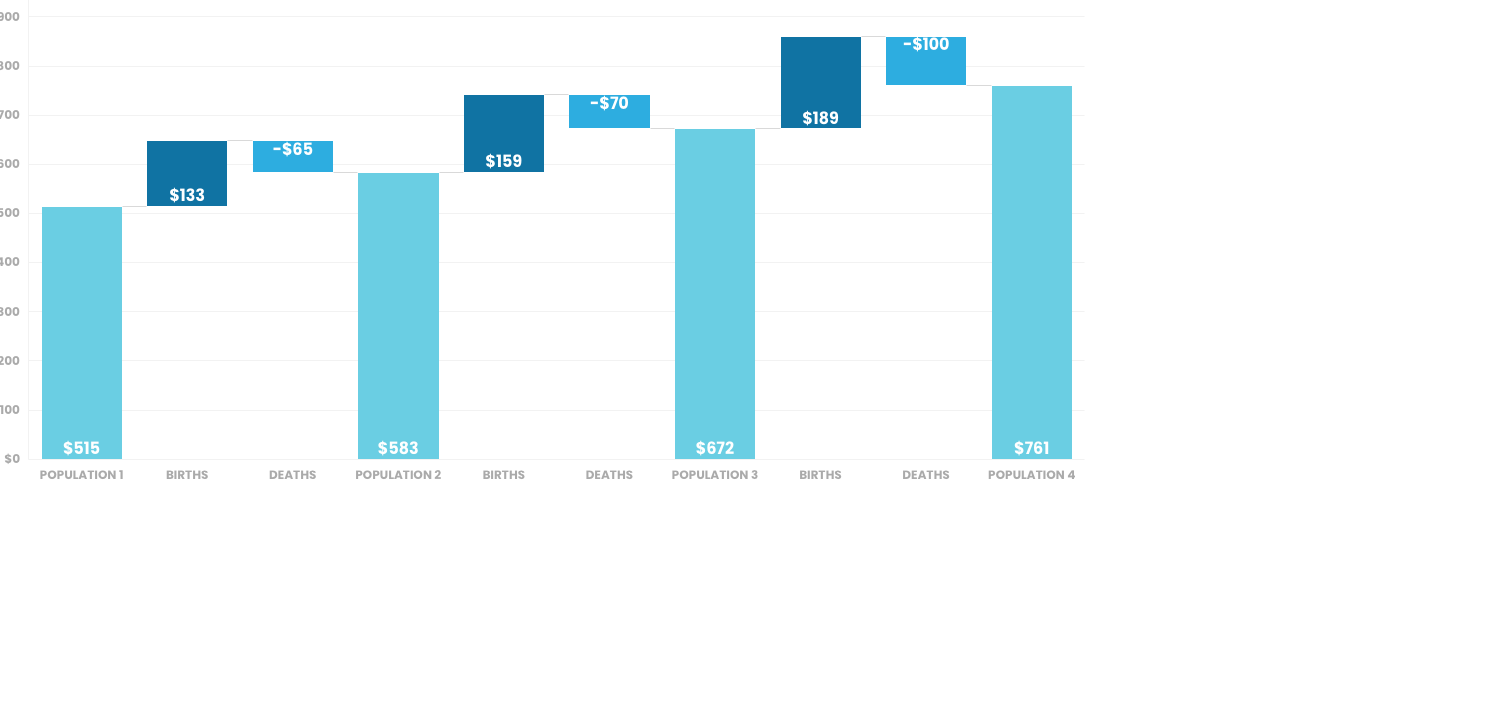 900
800
-$100
700
-$70
$189
600
-$65
$159
$133
500
400
300
200
100
$515
$583
$672
$761
$0
POPULATION 1
BIRTHS
DEATHS
POPULATION 2
BIRTHS
DEATHS
POPULATION 3
BIRTHS
DEATHS
POPULATION 4